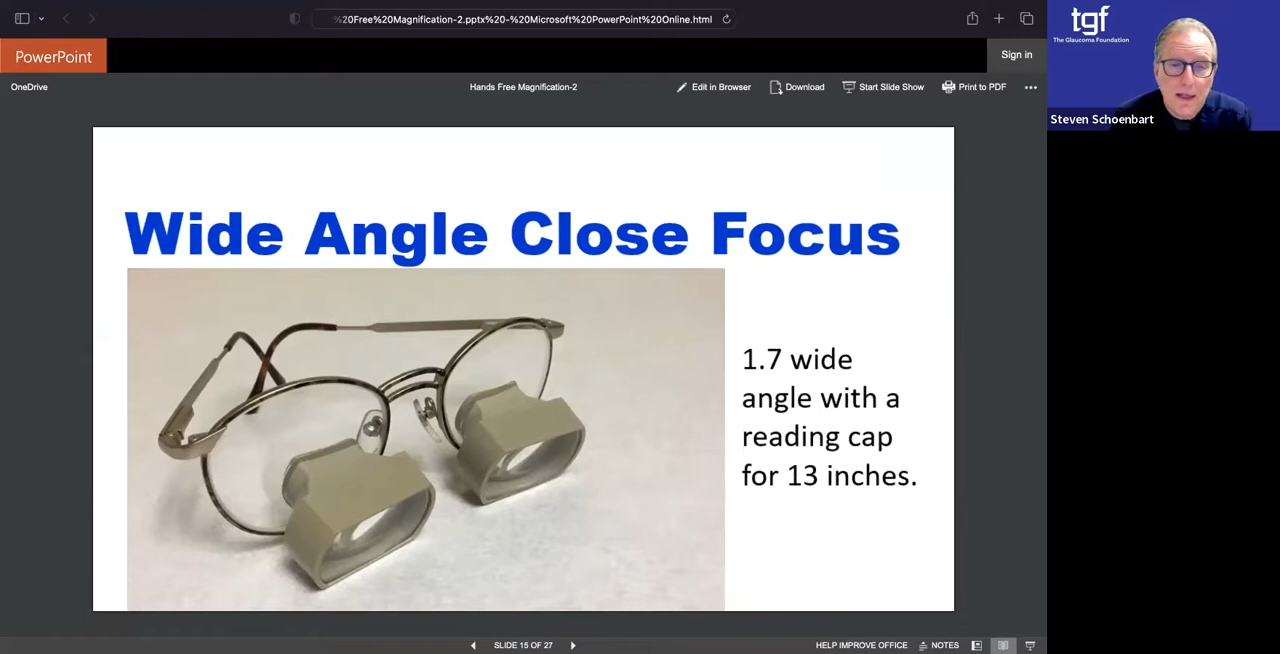 %20Free%20Magnification-2.pptx%20-%20Microsoft%20PowerPoint%20Online.html
PowerPoint
Sign in
OneDrive
Hands Free Magnification-2
Edit in Browser
Download
Start Slide Show
Print to PDF
Wide Angle Close Focus
1.7 wide
angle with a
reading cap
for 13 inches.
SLIDE 15 OF 27
HELP IMPROVE OFFICE
NOTES
tgf
The Glaucoma Foundation
Steven Schoenbart